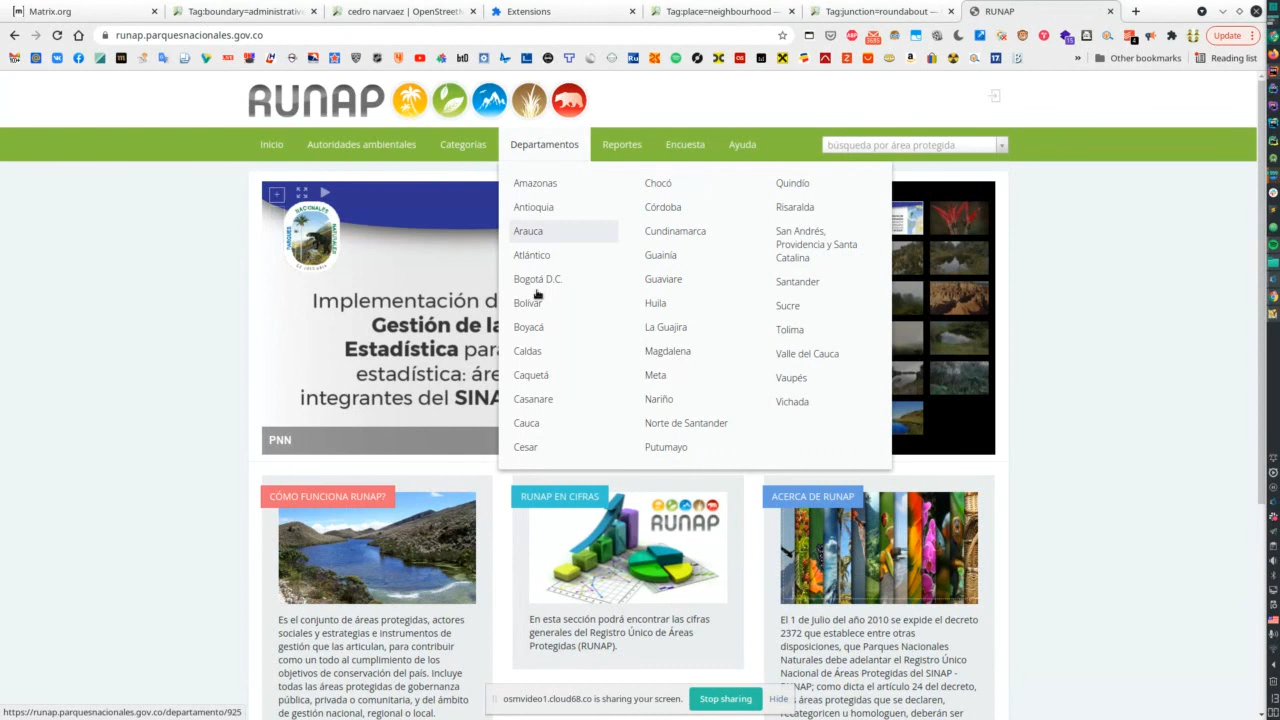 Matrix.org
Tag:boundary=administrativ
cedro narvaez | OpenStreetM
Extensions
Tag:place=neighbourhood —
Tag:junction=roundabout —
RUNAP
runap.parquesnacionales.gov.co
Update
Other bookmarks
Reading list
RUNAP
Inicio
Autoridades ambientales
Categorías
Departamentos
Reportes
Encuesta
Ayuda
búsqueda por área protegida
Amazonas
Antioquia
Arauca
Atlántico
Bogotá D.C.
Bolívar
Boyacá
Caldas
Caquetá
Casanare
Cauca
Cesar
Chocó
Córdoba
Cundinamarca
Guainía
Guaviare
Huila
La Guajira
Magdalena
Meta
Nariño
Norte de Santander
Putumayo
Quindío
Risaralda
San Andrés,
Providencia y Santa
Catalina
Santander
Sucre
Tolima
Valle del Cauca
Vaupés
Vichada
Implementación d
Gestión de la
Estadística para
estadística: áre
integrantes del SINA
PNN
CÓMO FUNCIONA RUNAP?
Es el conjunto de áreas protegidas, actores
sociales y estrategias e instrumentos de
gestión que las articulan, para contribuir
como un todo al cumplimiento de los
objetivos de conservación del país. Incluye
todas las áreas protegidas de gobernanza
pública, privada o comunitaria, y del ámbito
de gestión nacional, regional o local.
RUNAP EN CIFRAS
RUNAP
En esta sección podrá encontrar las cifras
generales del Registro Único de Áreas
Protegidas (RUNAP).
ACERCA DE RUNAP
El 1 de Julio del año 2010 se expide el decreto
2372 que establece entre otras
disposiciones, que Parques Nacionales
Naturales debe adelantar el Registro Único
Nacional de Áreas Protegidas del SINAP -
RUNAP; como dicta el artículo 24 del decreto,
as áreas protegidas que se declaren,
recategoricen u homologuen, deberán ser
osmvideo1.cloud68.co is sharing your screen.
Stop sharing
Hide
https://runap.parquesnacionales.gov.co/departamento/925